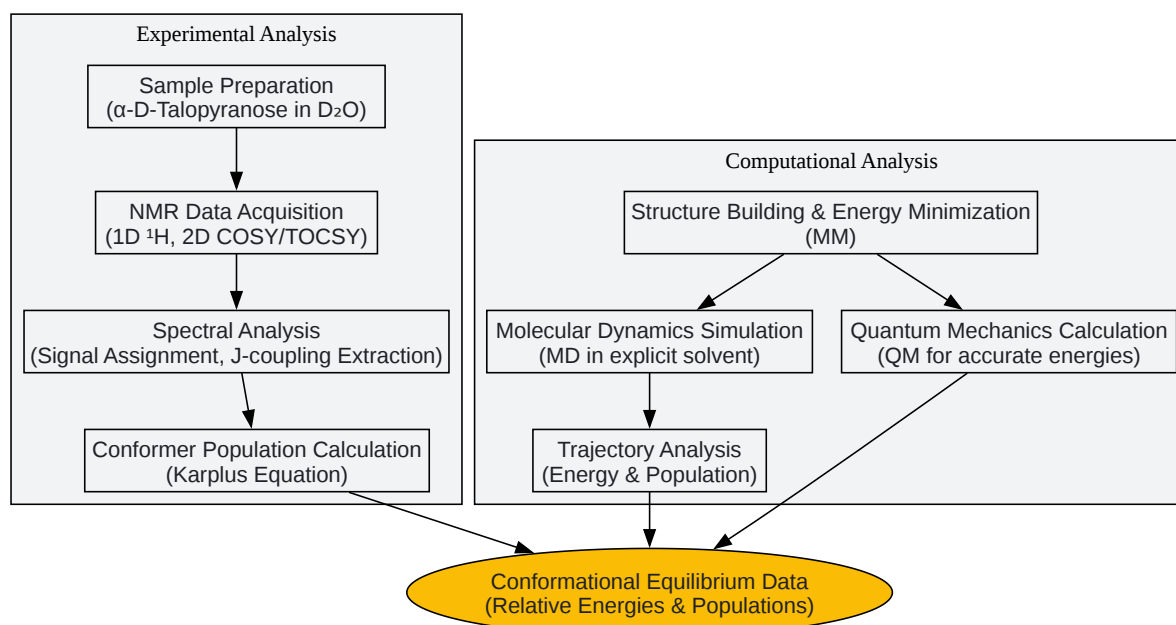 Experimental Analysis
Sample Preparation
(α-D-Talopyranose in D₂O)
NMR Data Acquisition
(1D ¹H, 2D COSY/TOCSY)
Spectral Analysis
(Signal Assignment, J-coupling Extraction)
Conformer Population Calculation
(Karplus Equation)
Computational Analysis
Structure Building & Energy Minimization
(MM)
Molecular Dynamics Simulation
(MD in explicit solvent)
Quantum Mechanics Calculation
(QM for accurate energies)
Trajectory Analysis
(Energy & Population)
Conformational Equilibrium Data
(Relative Energies & Populations)